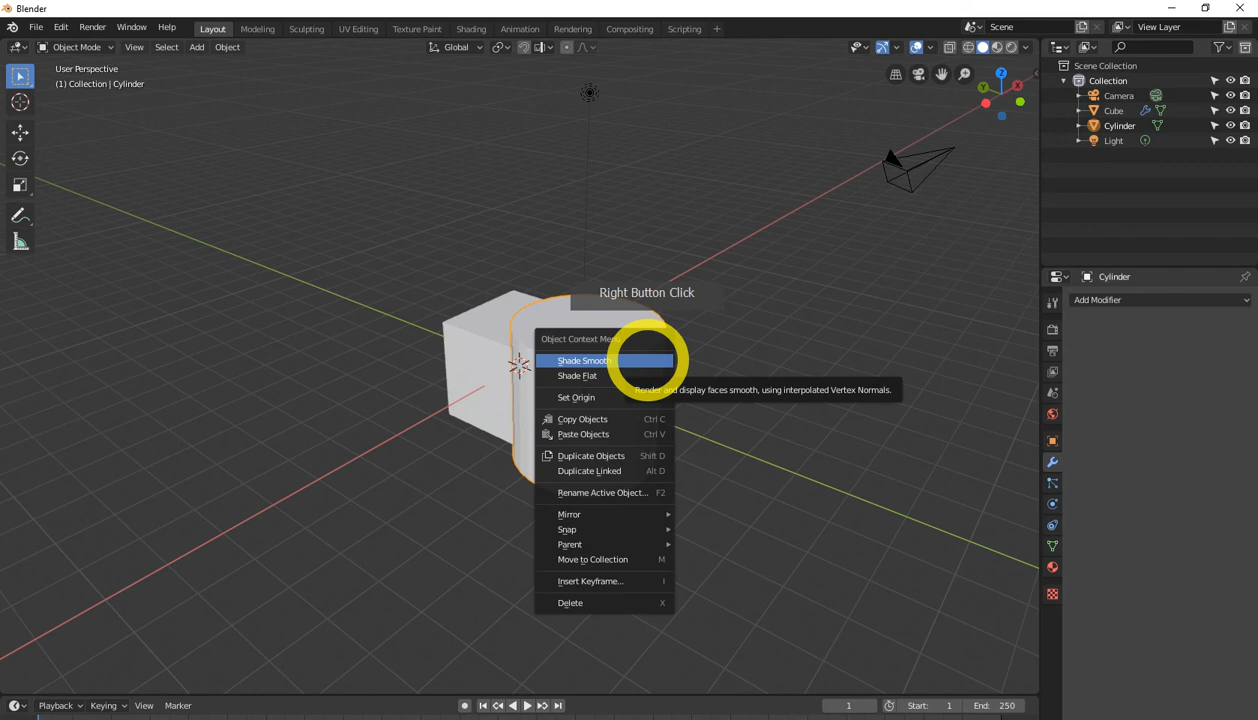 Blender
File Edit Render Window Help
Layout Modeling Sculpting UV Editing Texture Paint Shading Animation Rendering Compositing Scripting +
Scene
View Layer
Object Mode View Select Add Object
Global
User Perspective
(1) Collection | Cylinder
Z
Y
X
Scene Collection
Collection
Camera
Cube
Cylinder
Light
Right Button Click
Object Context Menu
Shade Smooth
Shade Flat
Render and display faces smooth, using interpolated Vertex Normals.
Set Origin
Copy Objects Ctrl C
Paste Objects Ctrl V
Duplicate Objects Shift D
Duplicate Linked Alt D
Rename Active Object... F2
Mirror
Snap
Parent
Move to Collection M
Insert Keyframe... I
Delete X
Cylinder
Add Modifier
Playback Keying View Marker
1
Start: 1
End: 250